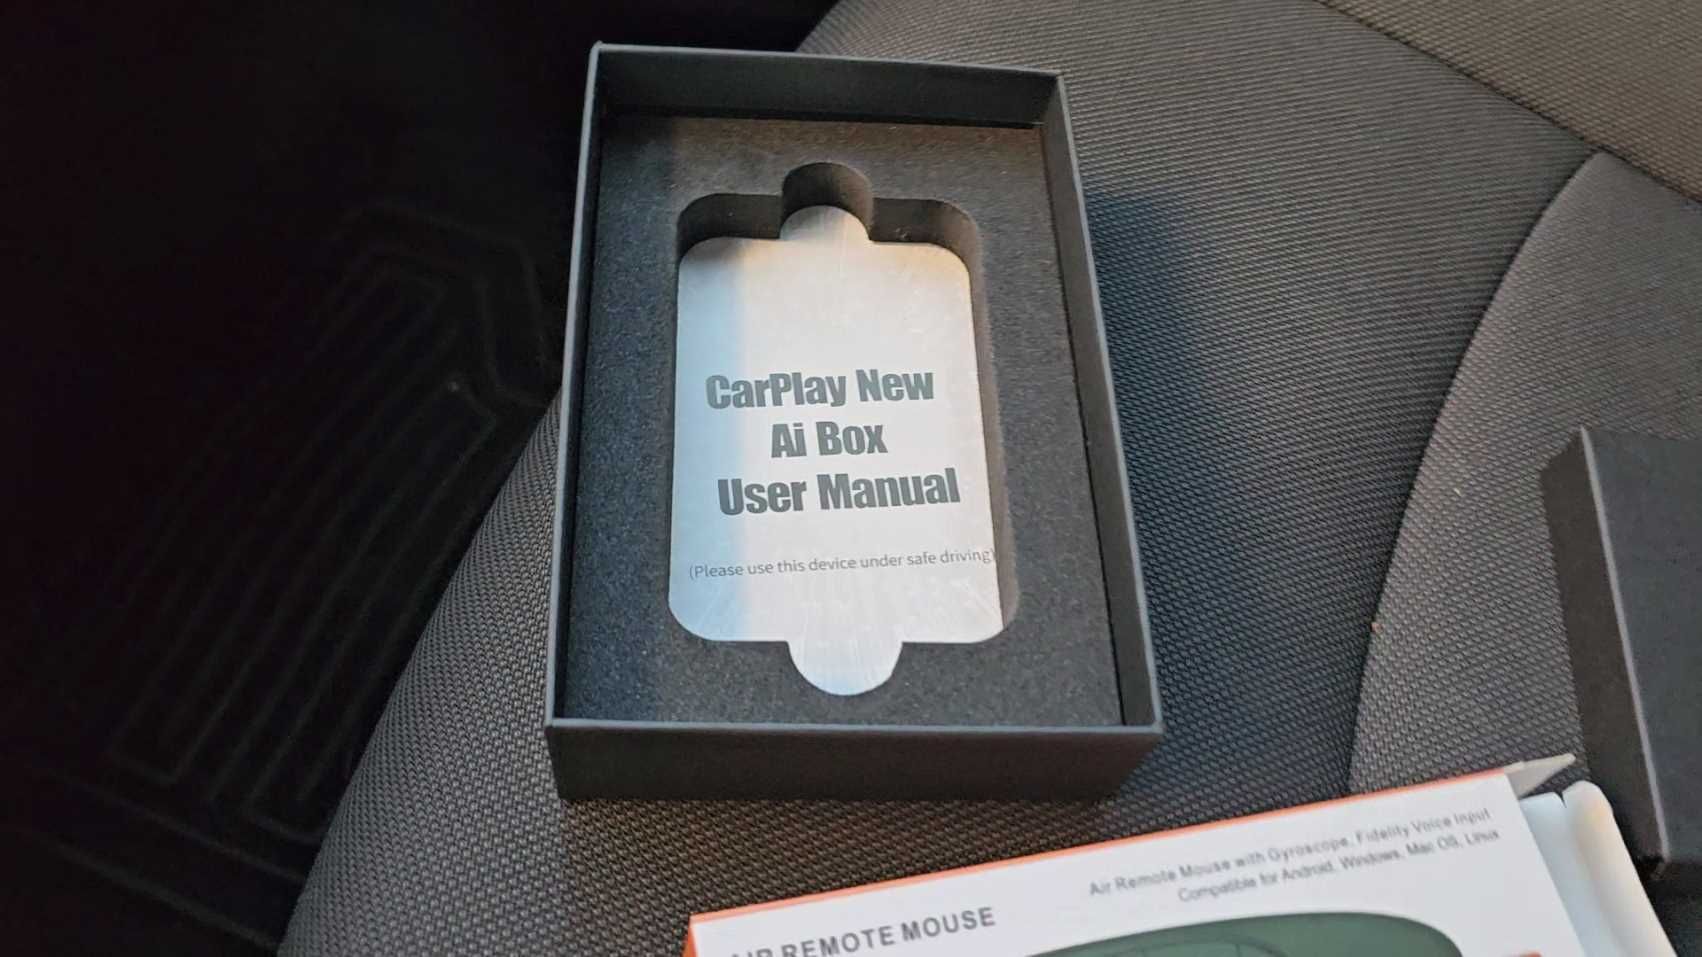 CarPlay New
Ai Box
User Manual
(Please use this device under safe driving)
Air Remote Mouse with Gyroscope, Fidelity Voice Input
Compatible for Android, Windows, Mac OS, Linus
AIR REMOTE MOUSE